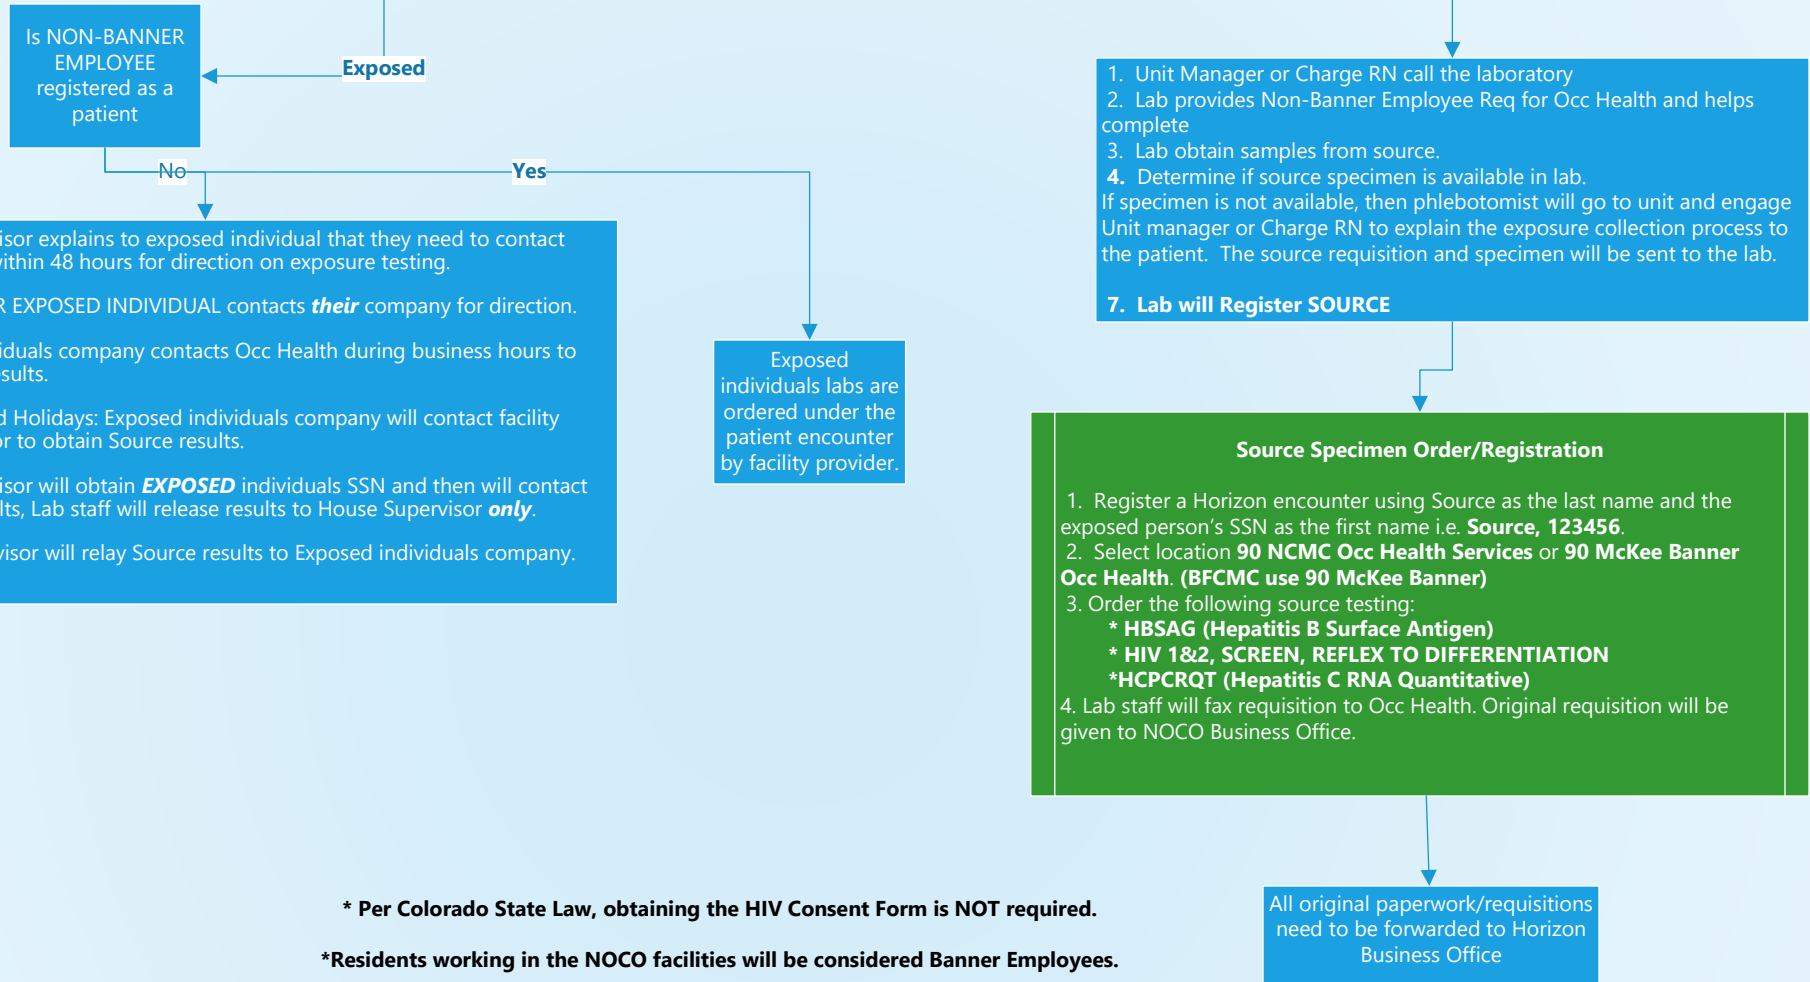 Is NON-BANNER
EMPLOYEE
registered as a
patient
Exposed
No
Yes
explains to exposed individual that they need to contact
within 48 hours for direction on exposure testing.
EXPOSED INDIVIDUAL contacts their company for direction.
company contacts Occ Health during business hours to
Holidays: Exposed individuals company will contact facility
to obtain Source results.
will obtain EXPOSED individuals SSN and then will contact
Lab staff will release results to House Supervisor only.
will relay Source results to Exposed individuals company.
Exposed
individuals labs are
ordered under the
patient encounter
by facility provider.
1. Unit Manager or Charge RN call the laboratory
2. Lab provides Non-Banner Employee Req for Occ Health and helps
complete
3. Lab obtain samples from source.
4. Determine if source specimen is available in lab.
If specimen is not available, then phlebotomist will go to unit and engage
Unit manager or Charge RN to explain the exposure collection process to
the patient. The source requisition and specimen will be sent to the lab.
7. Lab will Register SOURCE
Source Specimen Order/Registration
1. Register a Horizon encounter using Source as the last name and the
exposed person's SSN as the first name i.e. Source, 123456.
2. Select location 90 NCMC Occ Health Services or 90 McKee Banner
Occ Health. (BFCMC use 90 McKee Banner)
3. Order the following source testing:
* HBSAG (Hepatitis B Surface Antigen)
* HIV 1&2, SCREEN, REFLEX TO DIFFERENTIATION
*HCPCRQT (Hepatitis C RNA Quantitative)
4. Lab staff will fax requisition to Occ Health. Original requisition will be
given to NOCO Business Office.
All original paperwork/requisitions
need to be forwarded to Horizon
Business Office
* Per Colorado State Law, obtaining the HIV Consent Form is NOT required.
*Residents working in the NOCO facilities will be considered Banner Employees.